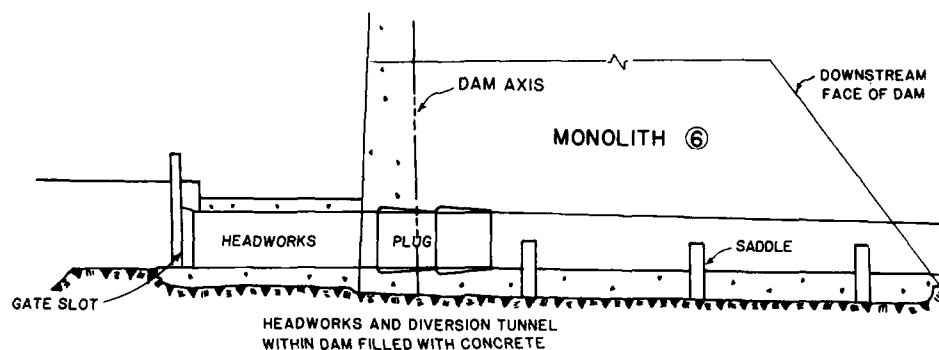 DAM AXIS
DOWNSTREAM
FACE OF DAM
MONOLITH ⑥
HEADWORKS
PLUG
SADDLE
GATE SLOT
HEADWORKS AND DIVERSION TUNNEL
WITHIN DAM FILLED WITH CONCRETE